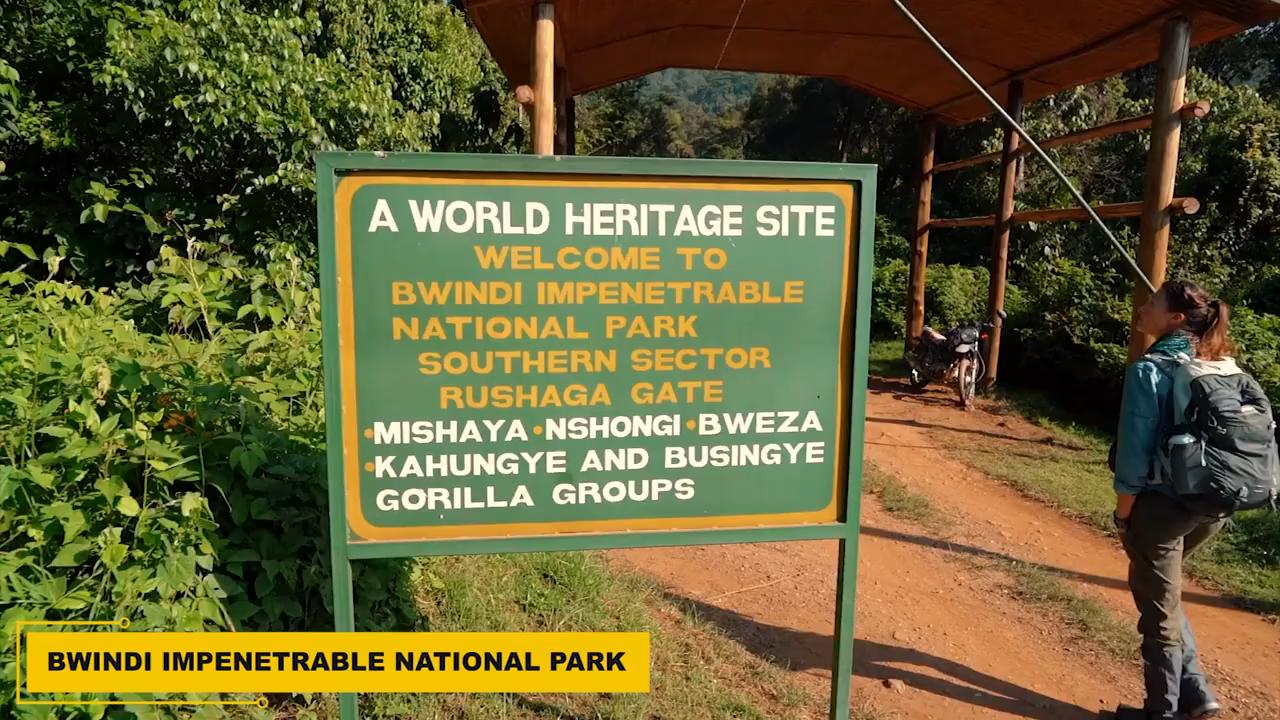 A WORLD HERITAGE SITE
WELCOME TO
BWINDI IMPENETRABLE
NATIONAL PARK
SOUTHERN SECTOR
RUSHAGA GATE
•MISHAYA •NSHONGI •BWEZA
•KAHUNGYE AND BUSINGYE
GORILLA GROUPS
BWINDI IMPENETRABLE NATIONAL PARK